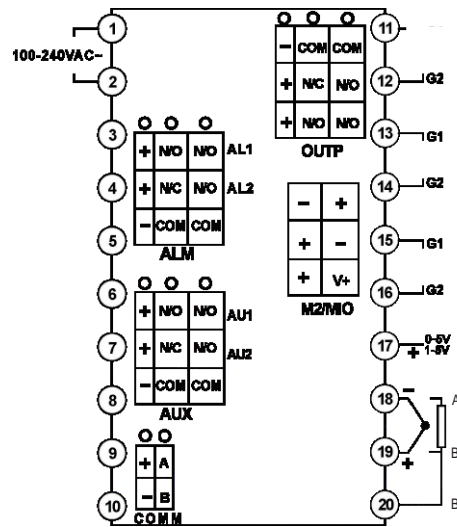 1
100-240VAC~
2
3
4
5
6
7
8
9
10
+ N/O N/O AL1
+ N/C N/O AL2
- COM COM
ALM
+ N/O N/O AU1
+ N/C N/O AU2
- COM COM
AUX
+ A
- B
COMM
- COM COM
+ N/C N/O
+ N/O N/O
OUTP
- +
+ -
+ V+
M2/MIO
11
12 G2
13 G1
14 G2
15 G1
16 G2
17 + 0-5V
1-5V
18 - A
19 + B
20 B